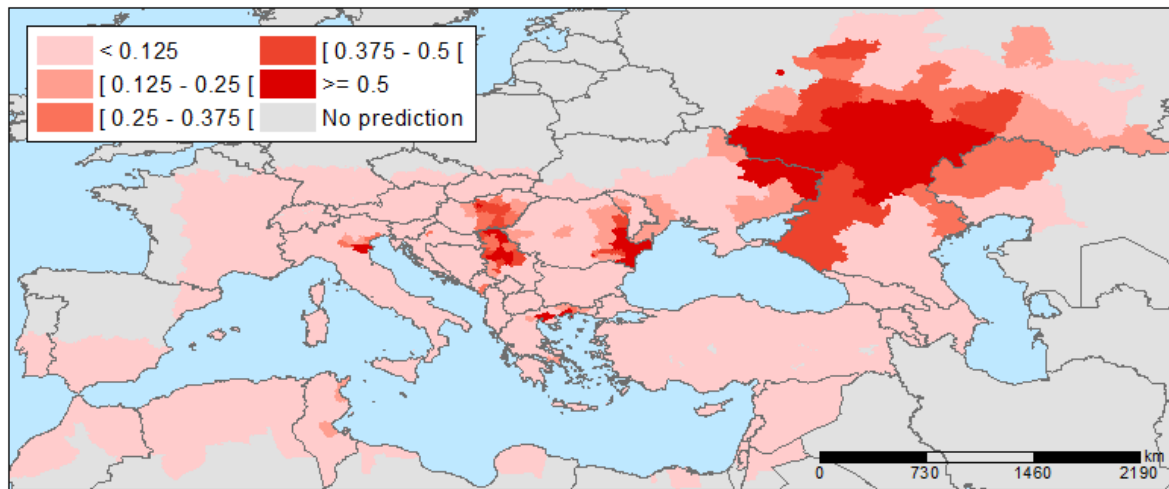 < 0.125
[ 0.125 - 0.25 [
[ 0.25 - 0.375 [
[ 0.375 - 0.5 [
>= 0.5
No prediction
km
0 730 1460 2190